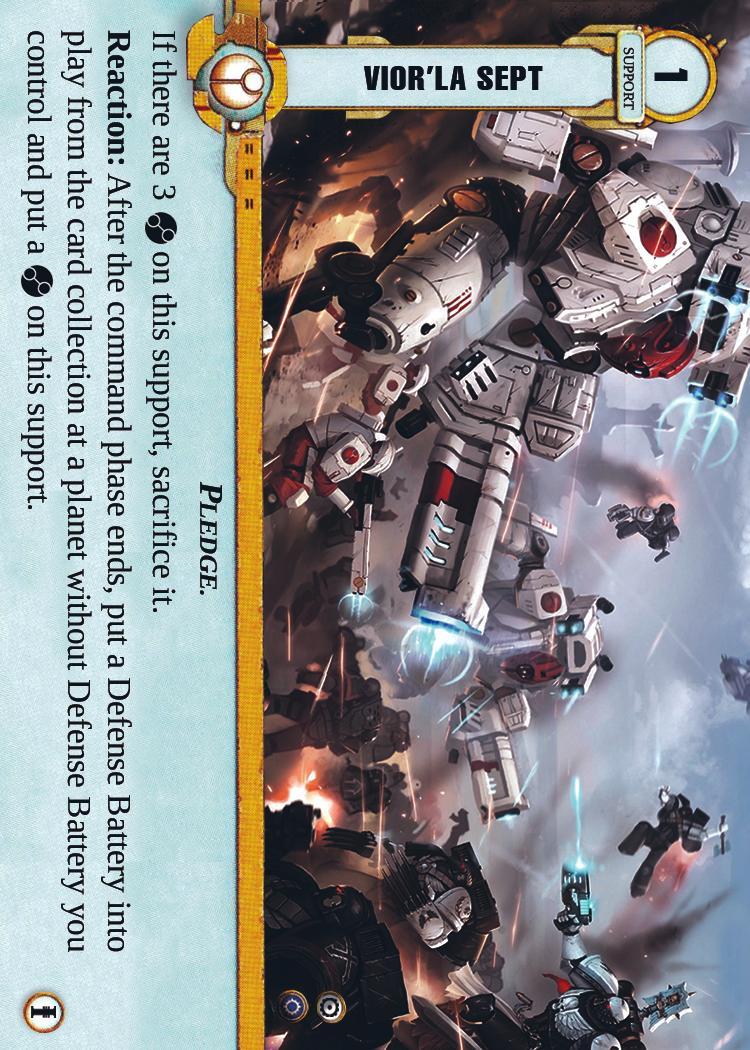 1
SUPPORT
VIOR'LA SEPT
PLEDGE.
If there are 3 on this support, sacrifice it.
Reaction: After the command phase ends, put a Defense Battery into
play from the card collection at a planet without Defense Battery you
control and put a on this support.
I